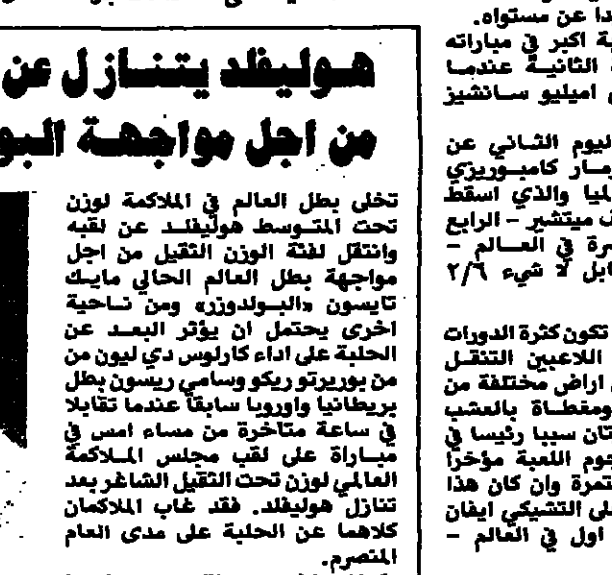 دا عن مستواه.
ية اكبر في مباراته
الثانية عندما
اميليو سانشيز
ليوم الثاني عن
مار كامبوريزي
ليا والذي اسقط
ف ميتشير - الرابع
رة في العالم -
ابل لا شيء ٢/٦
تكون كثرة الدورات
اللاعبين التنقل
اراض مختلفة من
ومغطاة بالعشب
تان سببا رئيسا في
جوم اللعبة مؤخرا
تمرة وان كان هذا
لى التشيكي ايفان
اول في العالم -
هوليفلد يتنازل عن
من اجل مواجهة البو
تخلى بطل العالم في الملاكمة لوزن
تحت المتوسط هوليفلد عن لقبه
وانتقل لفئة الوزن الثقيل من اجل
مواجهة بطل العالم الحالي مايك
تايسون «البولدوزر» ومن ناحية
اخرى يحتمل ان يؤثر البعد عن
الحلبة على اداء كارلوس دي ليون من
من بوريرتو ريكو وسامي ريسون بطل
بريطانيا واوروبا سابقا عندما تقابلا
في ساعة متاخرة من مساء امس في
مباراة على لقب مجلس الملاكمة
العالمي لوزن تحت الثقيل الشاغر بعد
تنازل هوليفلد. فقد غاب الملاكمان
كلاهما عن الحلبة على مدى العام
المنصرم.